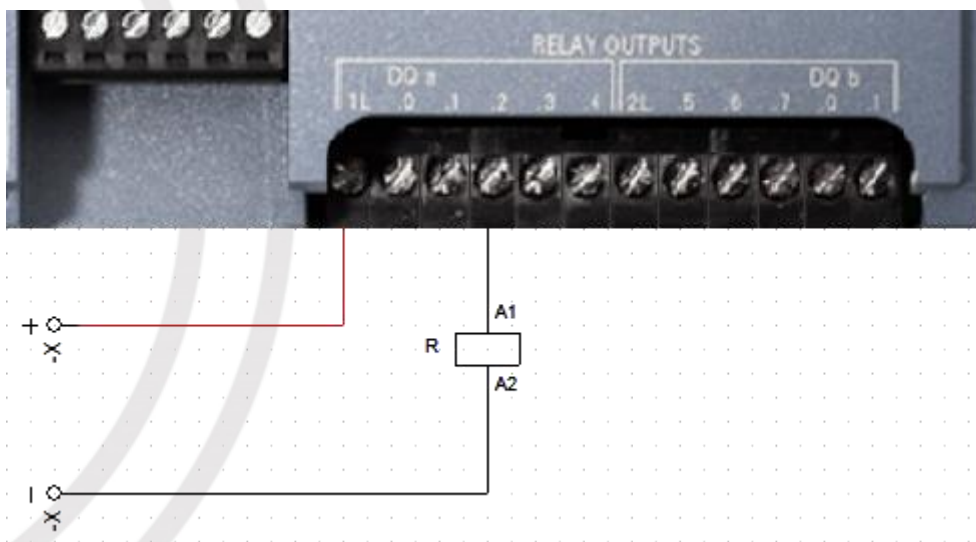 RELAY OUTPUTS
DQ a DQ b
1L .0 .1 .2 .3 .4 2L .5 .6 .7 .0 .1
A1
+
R
A2
X-
-
X-